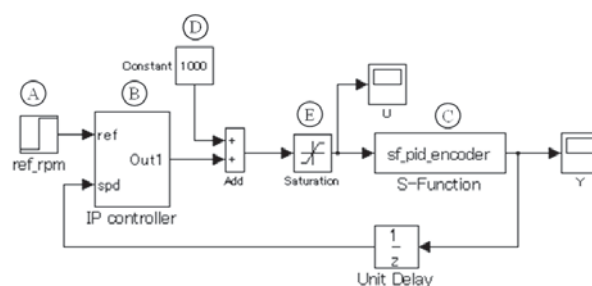 D
Constant
1000
A
B
E
C
U
ref
Out1
spd
+
+
sf_pid_encoder
ref_rpm
Add
Saturation
S-Function
Y
IP controller
1
z
Unit Delay